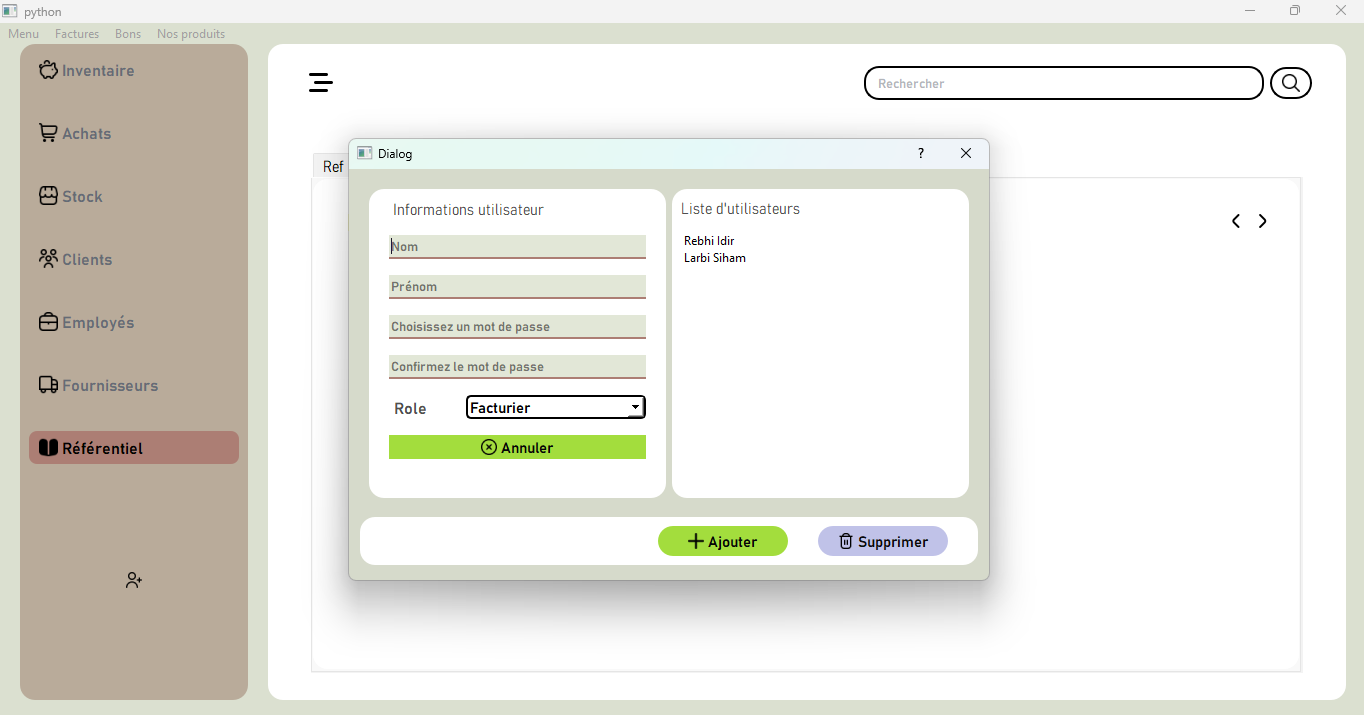 python
Menu Factures Bons Nos produits
Inventaire
Achats
Stock
Clients
Employés
Fournisseurs
Référentiel
Rechercher
Ref
Dialog
?
Informations utilisateur
Nom
Prénom
Choisissez un mot de passe
Confirmez le mot de passe
Role Facturier
Annuler
Liste d'utilisateurs
Rebhi Idir
Larbi Siham
Ajouter Supprimer